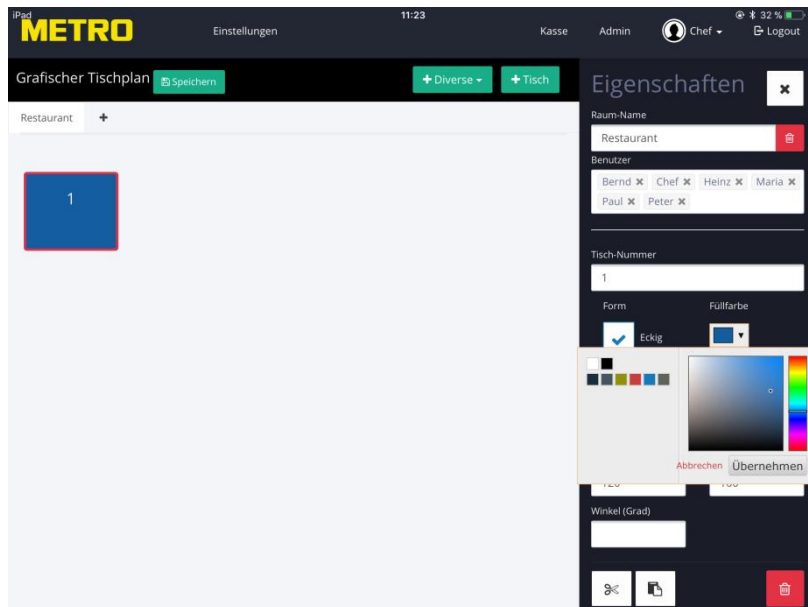 iPad
11:23
32 %
METRO
Einstellungen
Kasse
Admin
Chef
Logout
Grafischer Tischplan
Speichern
+ Diverse
+ Tisch
Restaurant
+
1
Eigenschaften
Raum-Name
Restaurant
Benutzer
Bernd × Chef × Heinz × Maria ×
Paul × Peter ×
Tisch-Nummer
1
Form
Füllfarbe
Eckig
Abbrechen
Übernehmen
Winkel (Grad)